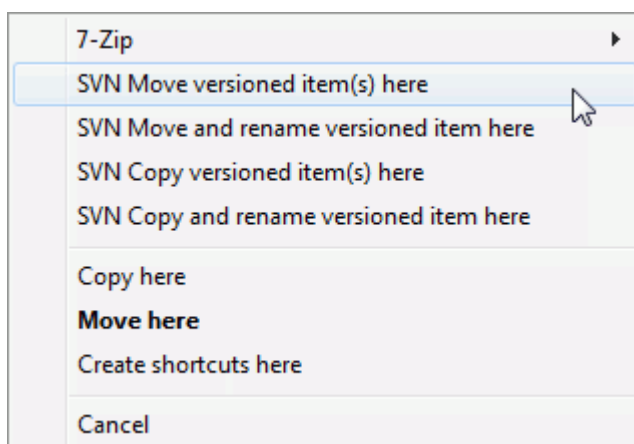 7-Zip
SVN Move versioned item(s) here
SVN Move and rename versioned item here
SVN Copy versioned item(s) here
SVN Copy and rename versioned item here
Copy here
Move here
Create shortcuts here
Cancel